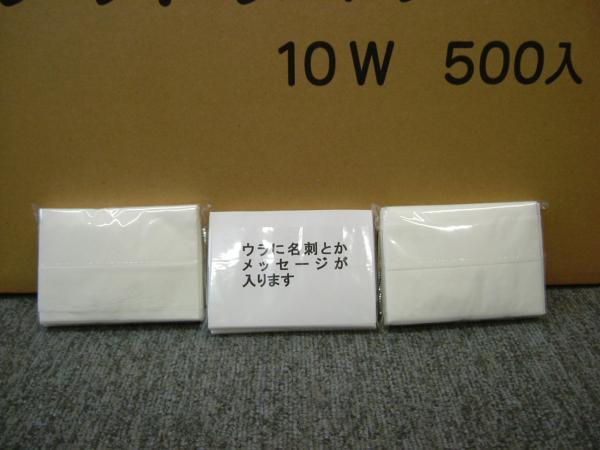 10W 500入
ウラに名刺とか
メッセージが
入ります